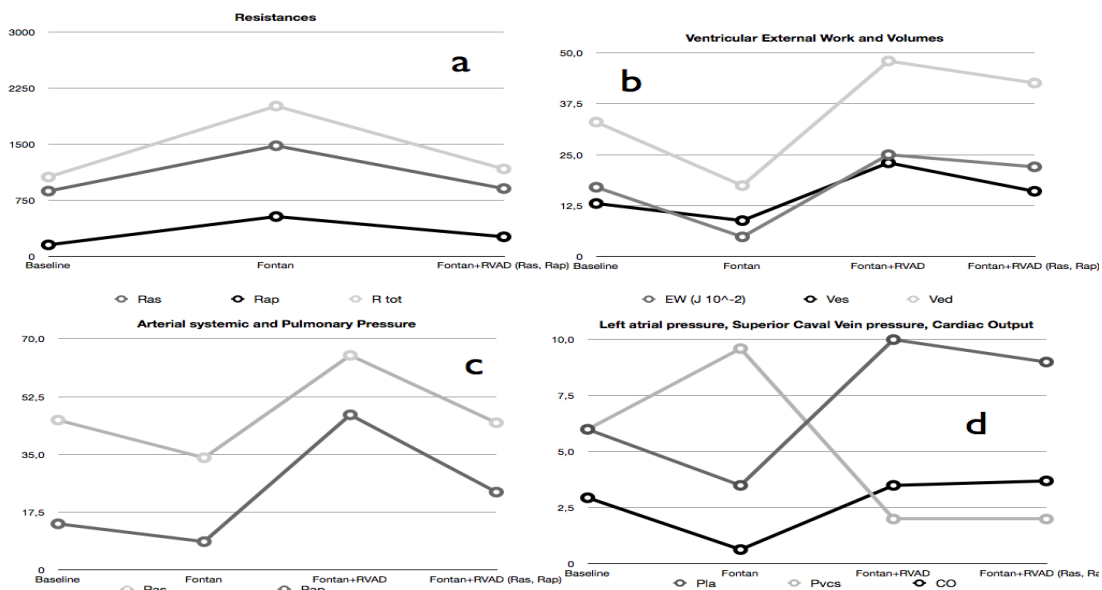 Resistances
3000
2250
1500
750
0
a
Baseline
Fontan
Fontan+RVAD (Ras, Rap)
Ras
Rap
R tot
Ventricular External Work and Volumes
50,0
37,5
25,0
12,5
0
b
Baseline
Fontan
Fontan+RVAD
Fontan+RVAD (Ras, Rap)
EW (J 10^-2)
Ves
Ved
Arterial systemic and Pulmonary Pressure
70,0
52,5
35,0
17,5
0
c
Baseline
Fontan
Fontan+RVAD
Fontan+RVAD (Ras, Rap)
Left atrial pressure, Superior Caval Vein pressure, Cardiac Output
10,0
7,5
5,0
2,5
0
d
Baseline
Fontan
Fontan+RVAD
Fontan+RVAD (Ras, Ra
Pla
Pvcs
CO